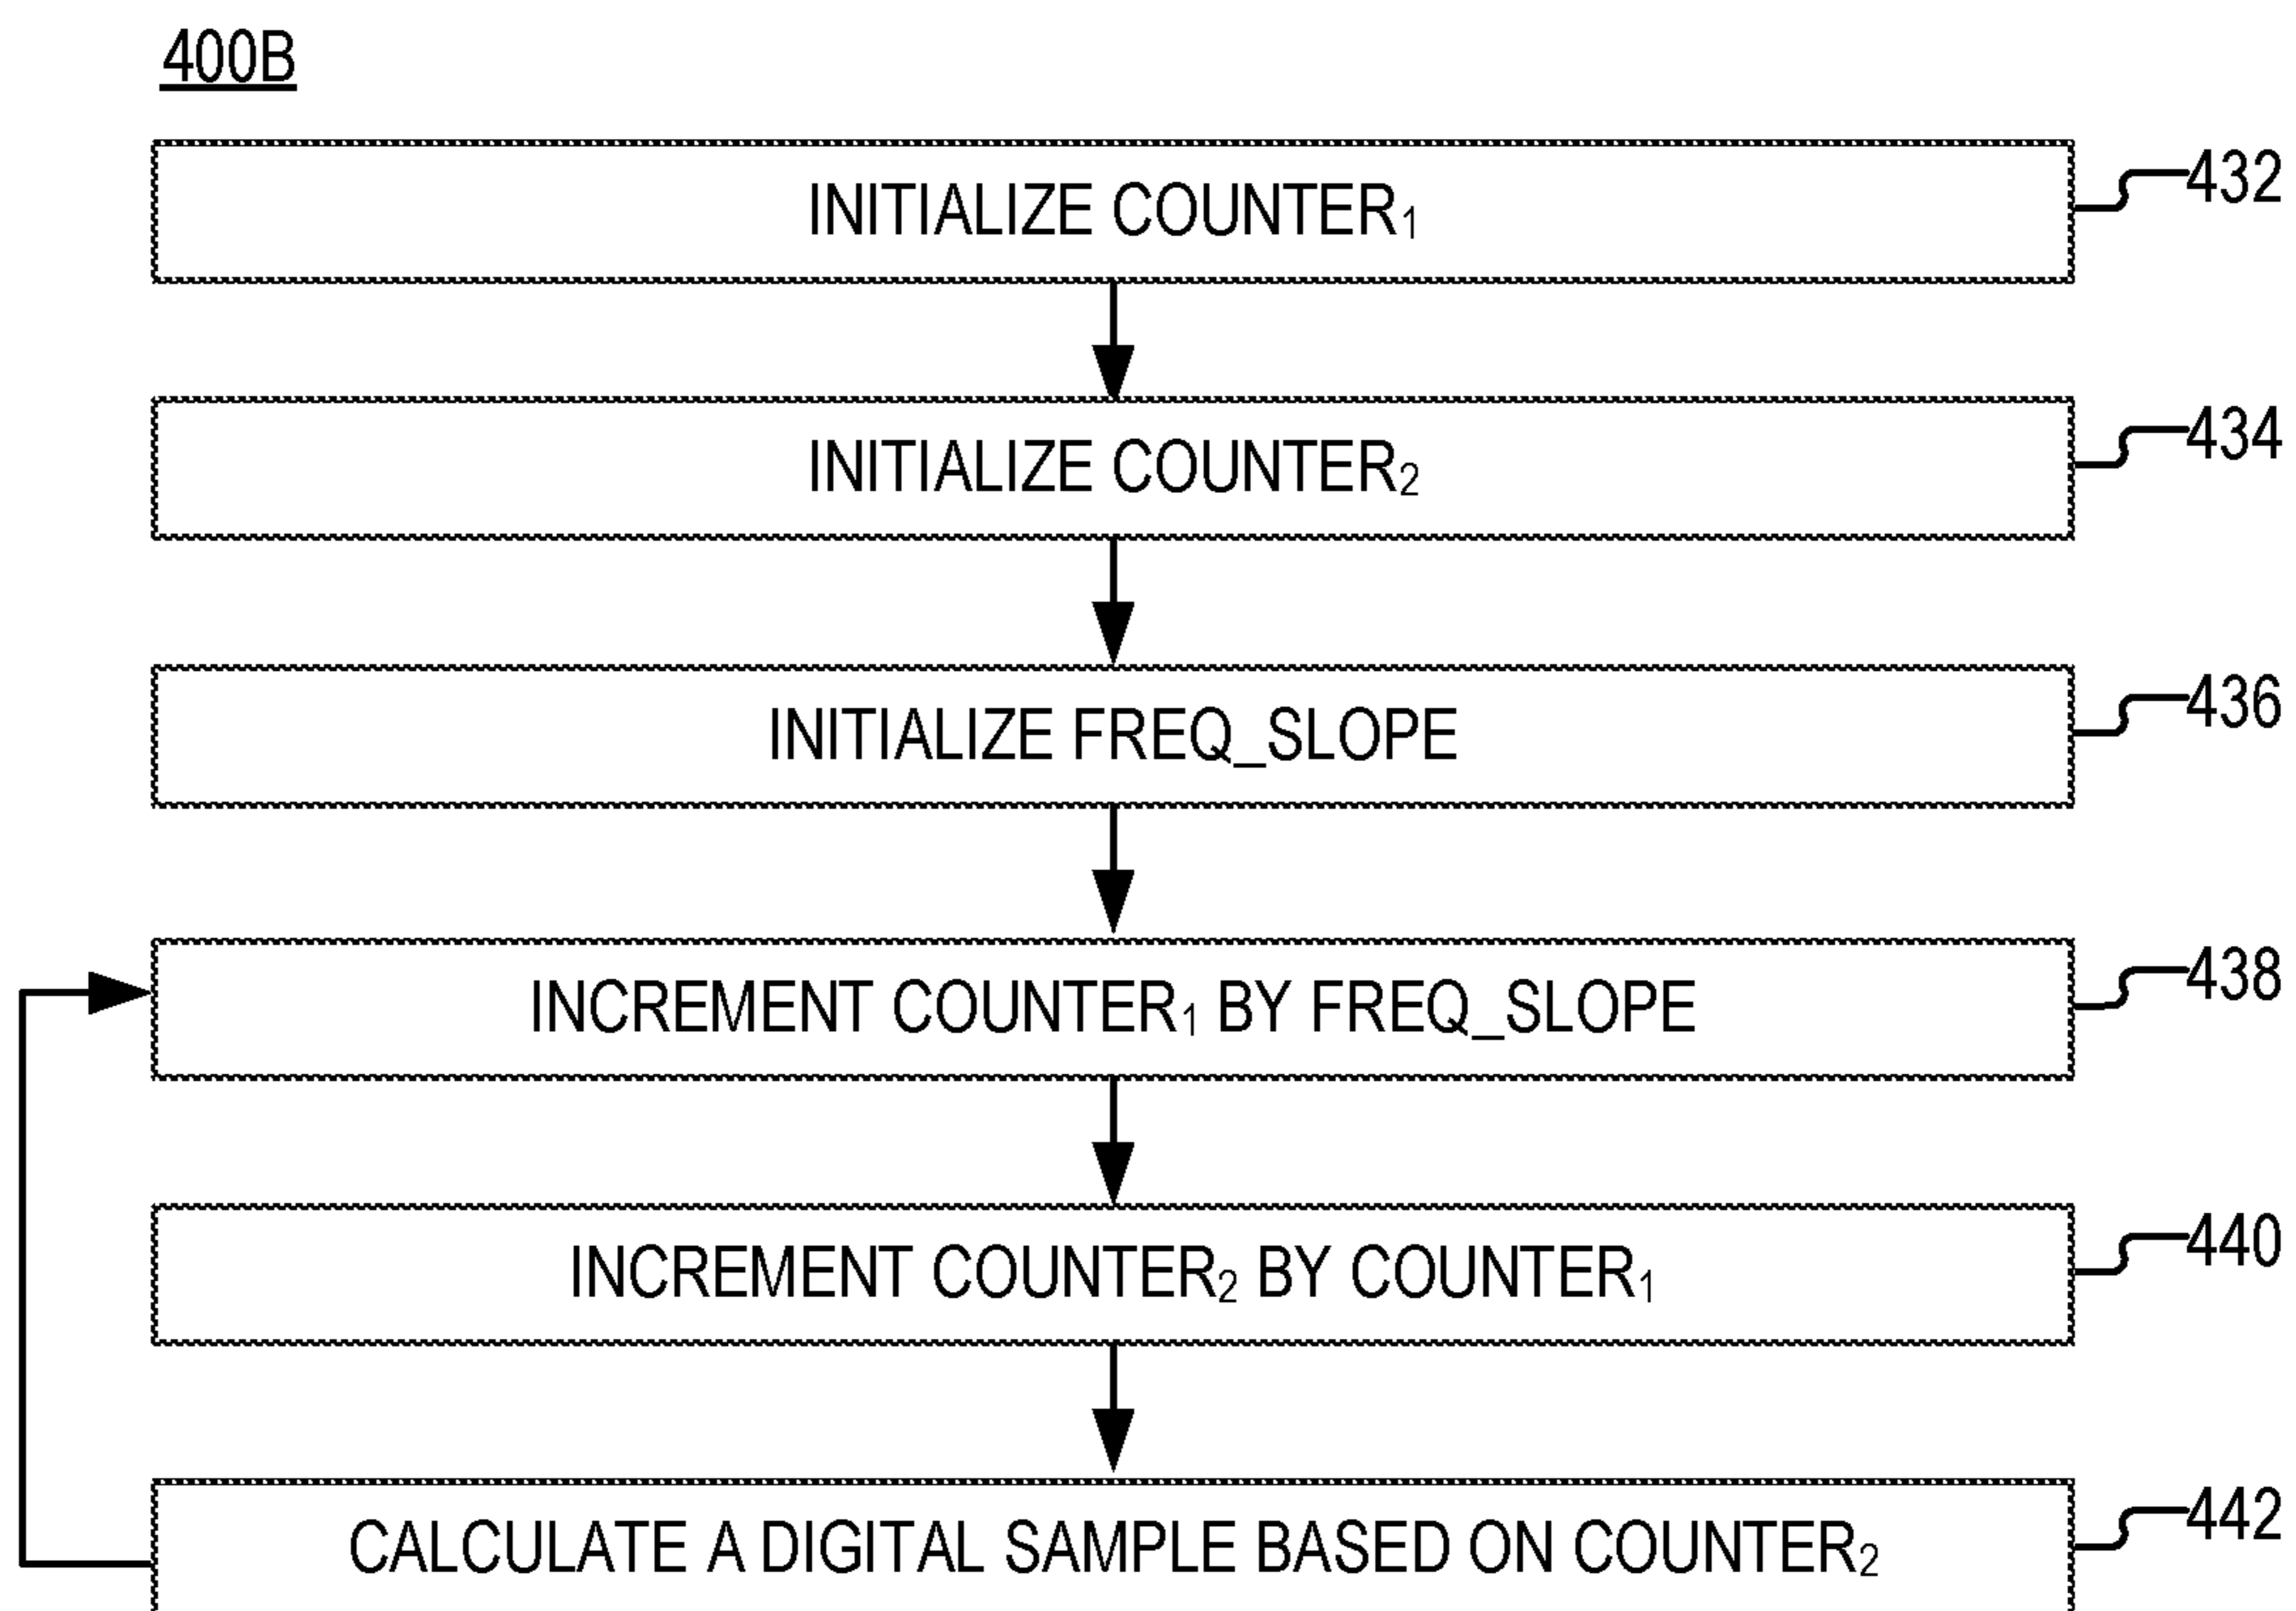 400B
INITIALIZE COUNTER₁
432
INITIALIZE COUNTER₂
434
INITIALIZE FREQ_SLOPE
436
INCREMENT COUNTER₁ BY FREQ_SLOPE
438
INCREMENT COUNTER₂ BY COUNTER₁
440
CALCULATE A DIGITAL SAMPLE BASED ON COUNTER₂
442